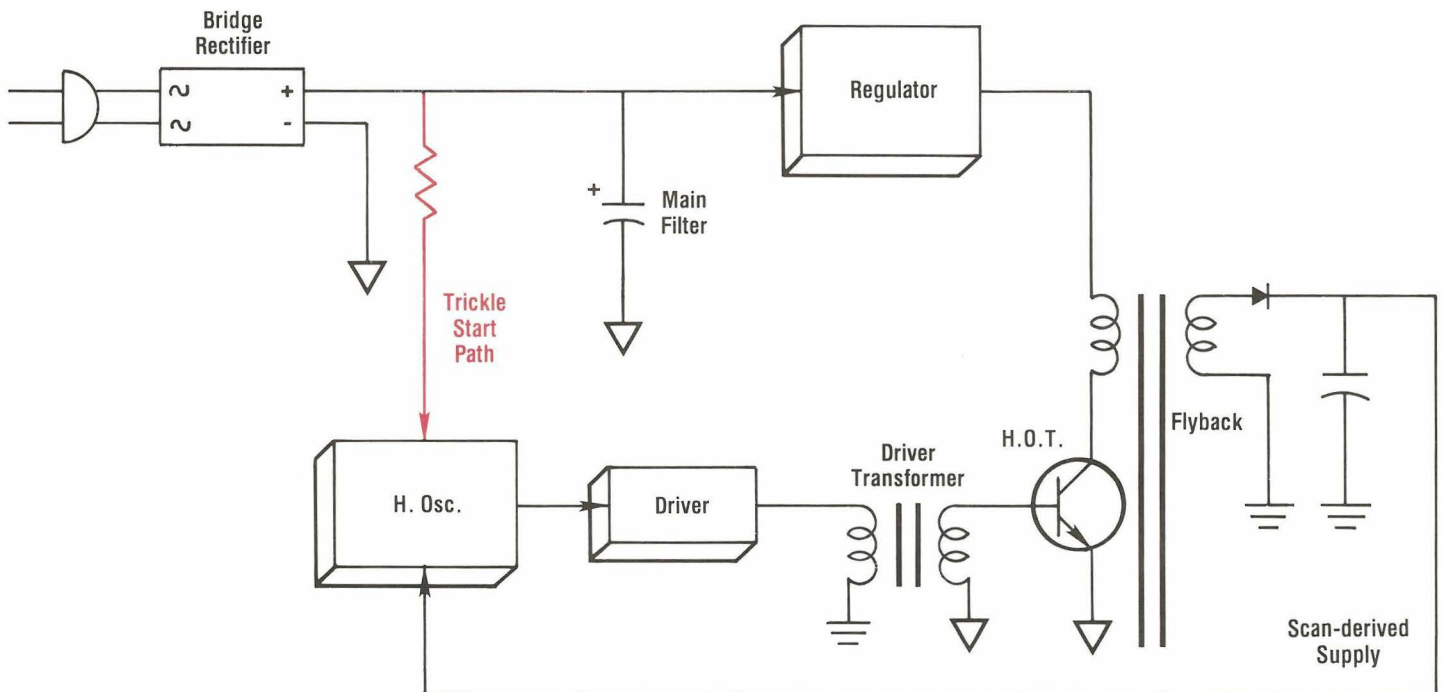 Bridge
Rectifier
+
-
Regulator
+
Main
Filter
Trickle
Start
Path
H. Osc.
Driver
Driver
Transformer
H.O.T.
Flyback
Scan-derived
Supply